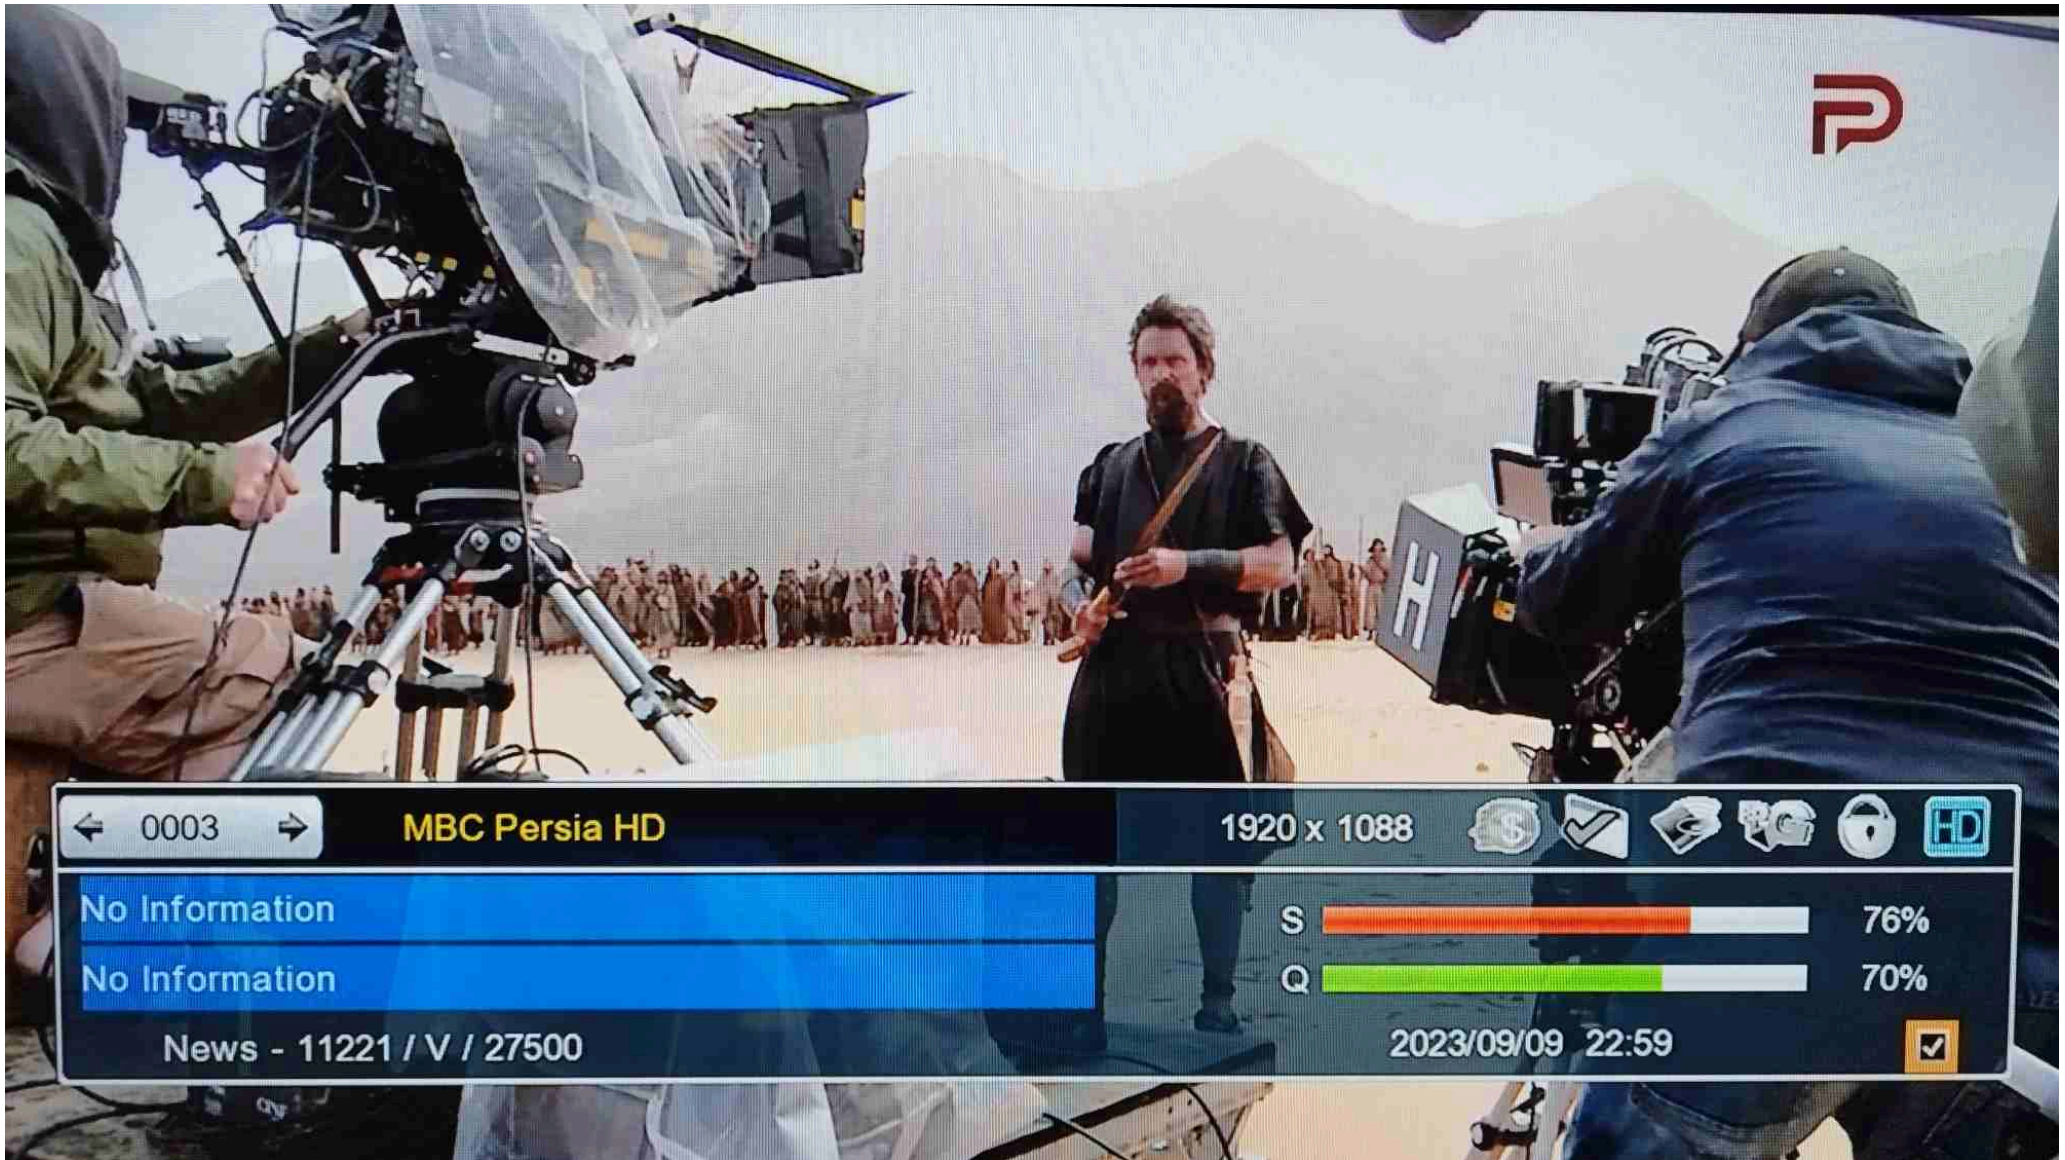 P
H
0003 MBC Persia HD 1920 x 1088 $ HD
No Information
No Information
S 76%
Q 70%
News - 11221 / V / 27500
2023/09/09 22:59